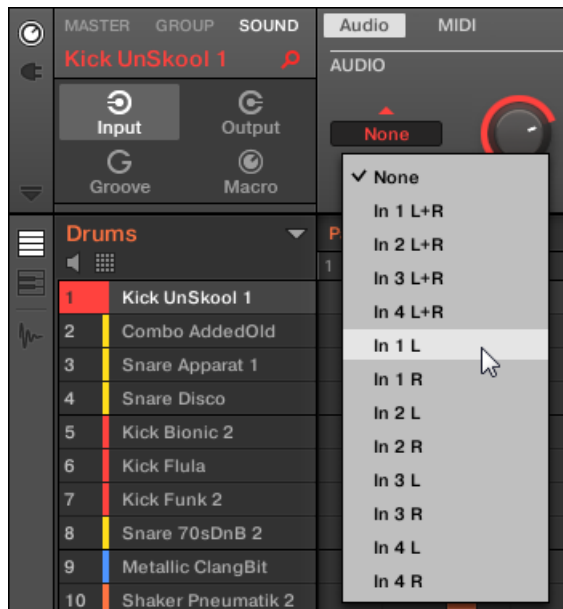 MASTER GROUP SOUND
Kick UnSkool 1
Input Output
Groove Macro
Audio MIDI
AUDIO
None
None
In 1 L+R
In 2 L+R
In 3 L+R
In 4 L+R
In 1 L
In 1 R
In 2 L
In 2 R
In 3 L
In 3 R
In 4 L
In 4 R
Drums
1 Kick UnSkool 1
2 Combo AddedOld
3 Snare Apparat 1
4 Snare Disco
5 Kick Bionic 2
6 Kick Flula
7 Kick Funk 2
8 Snare 70sDnB 2
9 Metallic ClangBit
10 Shaker Pneumatik 2
P
1